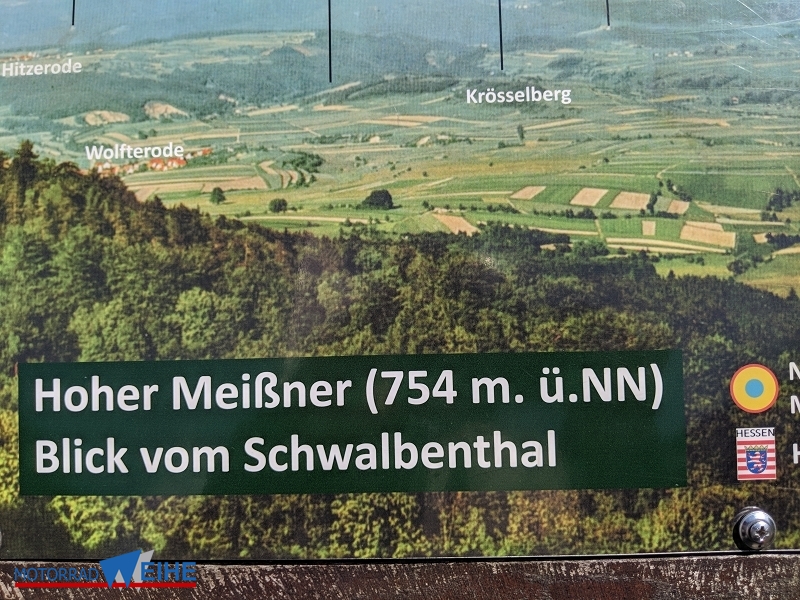 Hitzerode
Krösselberg
Wolfterode
Hoher Meißner (754 m. ü.NN)
Blick vom Schwalbenthal
HESSEN
MOTORRAD WEIHE